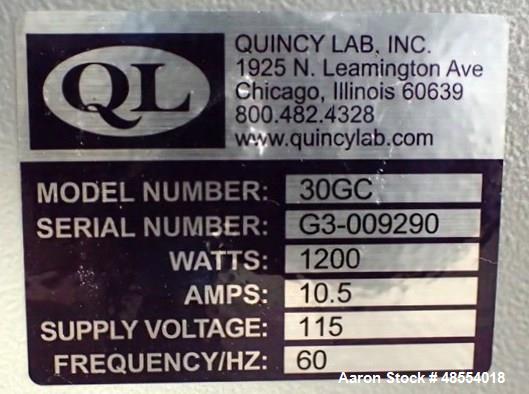 QL
QUINCY LAB, INC.
1925 N. Leamington Ave
Chicago, Illinois 60639
800.482.4328
www.quincylab.com
MODEL NUMBER: 30GC
SERIAL NUMBER: G3-009290
WATTS: 1200
AMPS: 10.5
SUPPLY VOLTAGE: 115
FREQUENCY/HZ: 60
Aaron Stock # 48554018